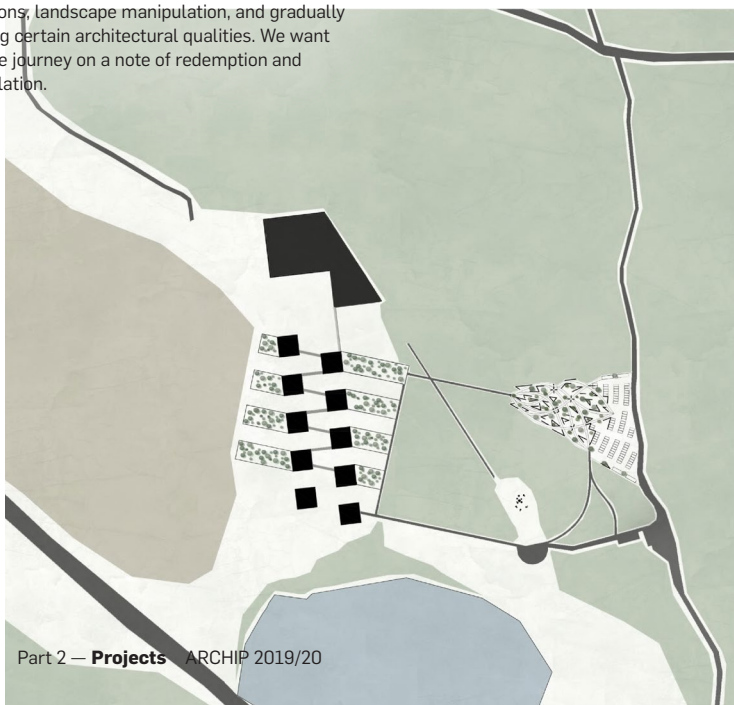 ons, landscape manipulation, and gradually
g certain architectural qualities. We want
e journey on a note of redemption and
lation.
Part 2 — Projects ARCHIP 2019/20